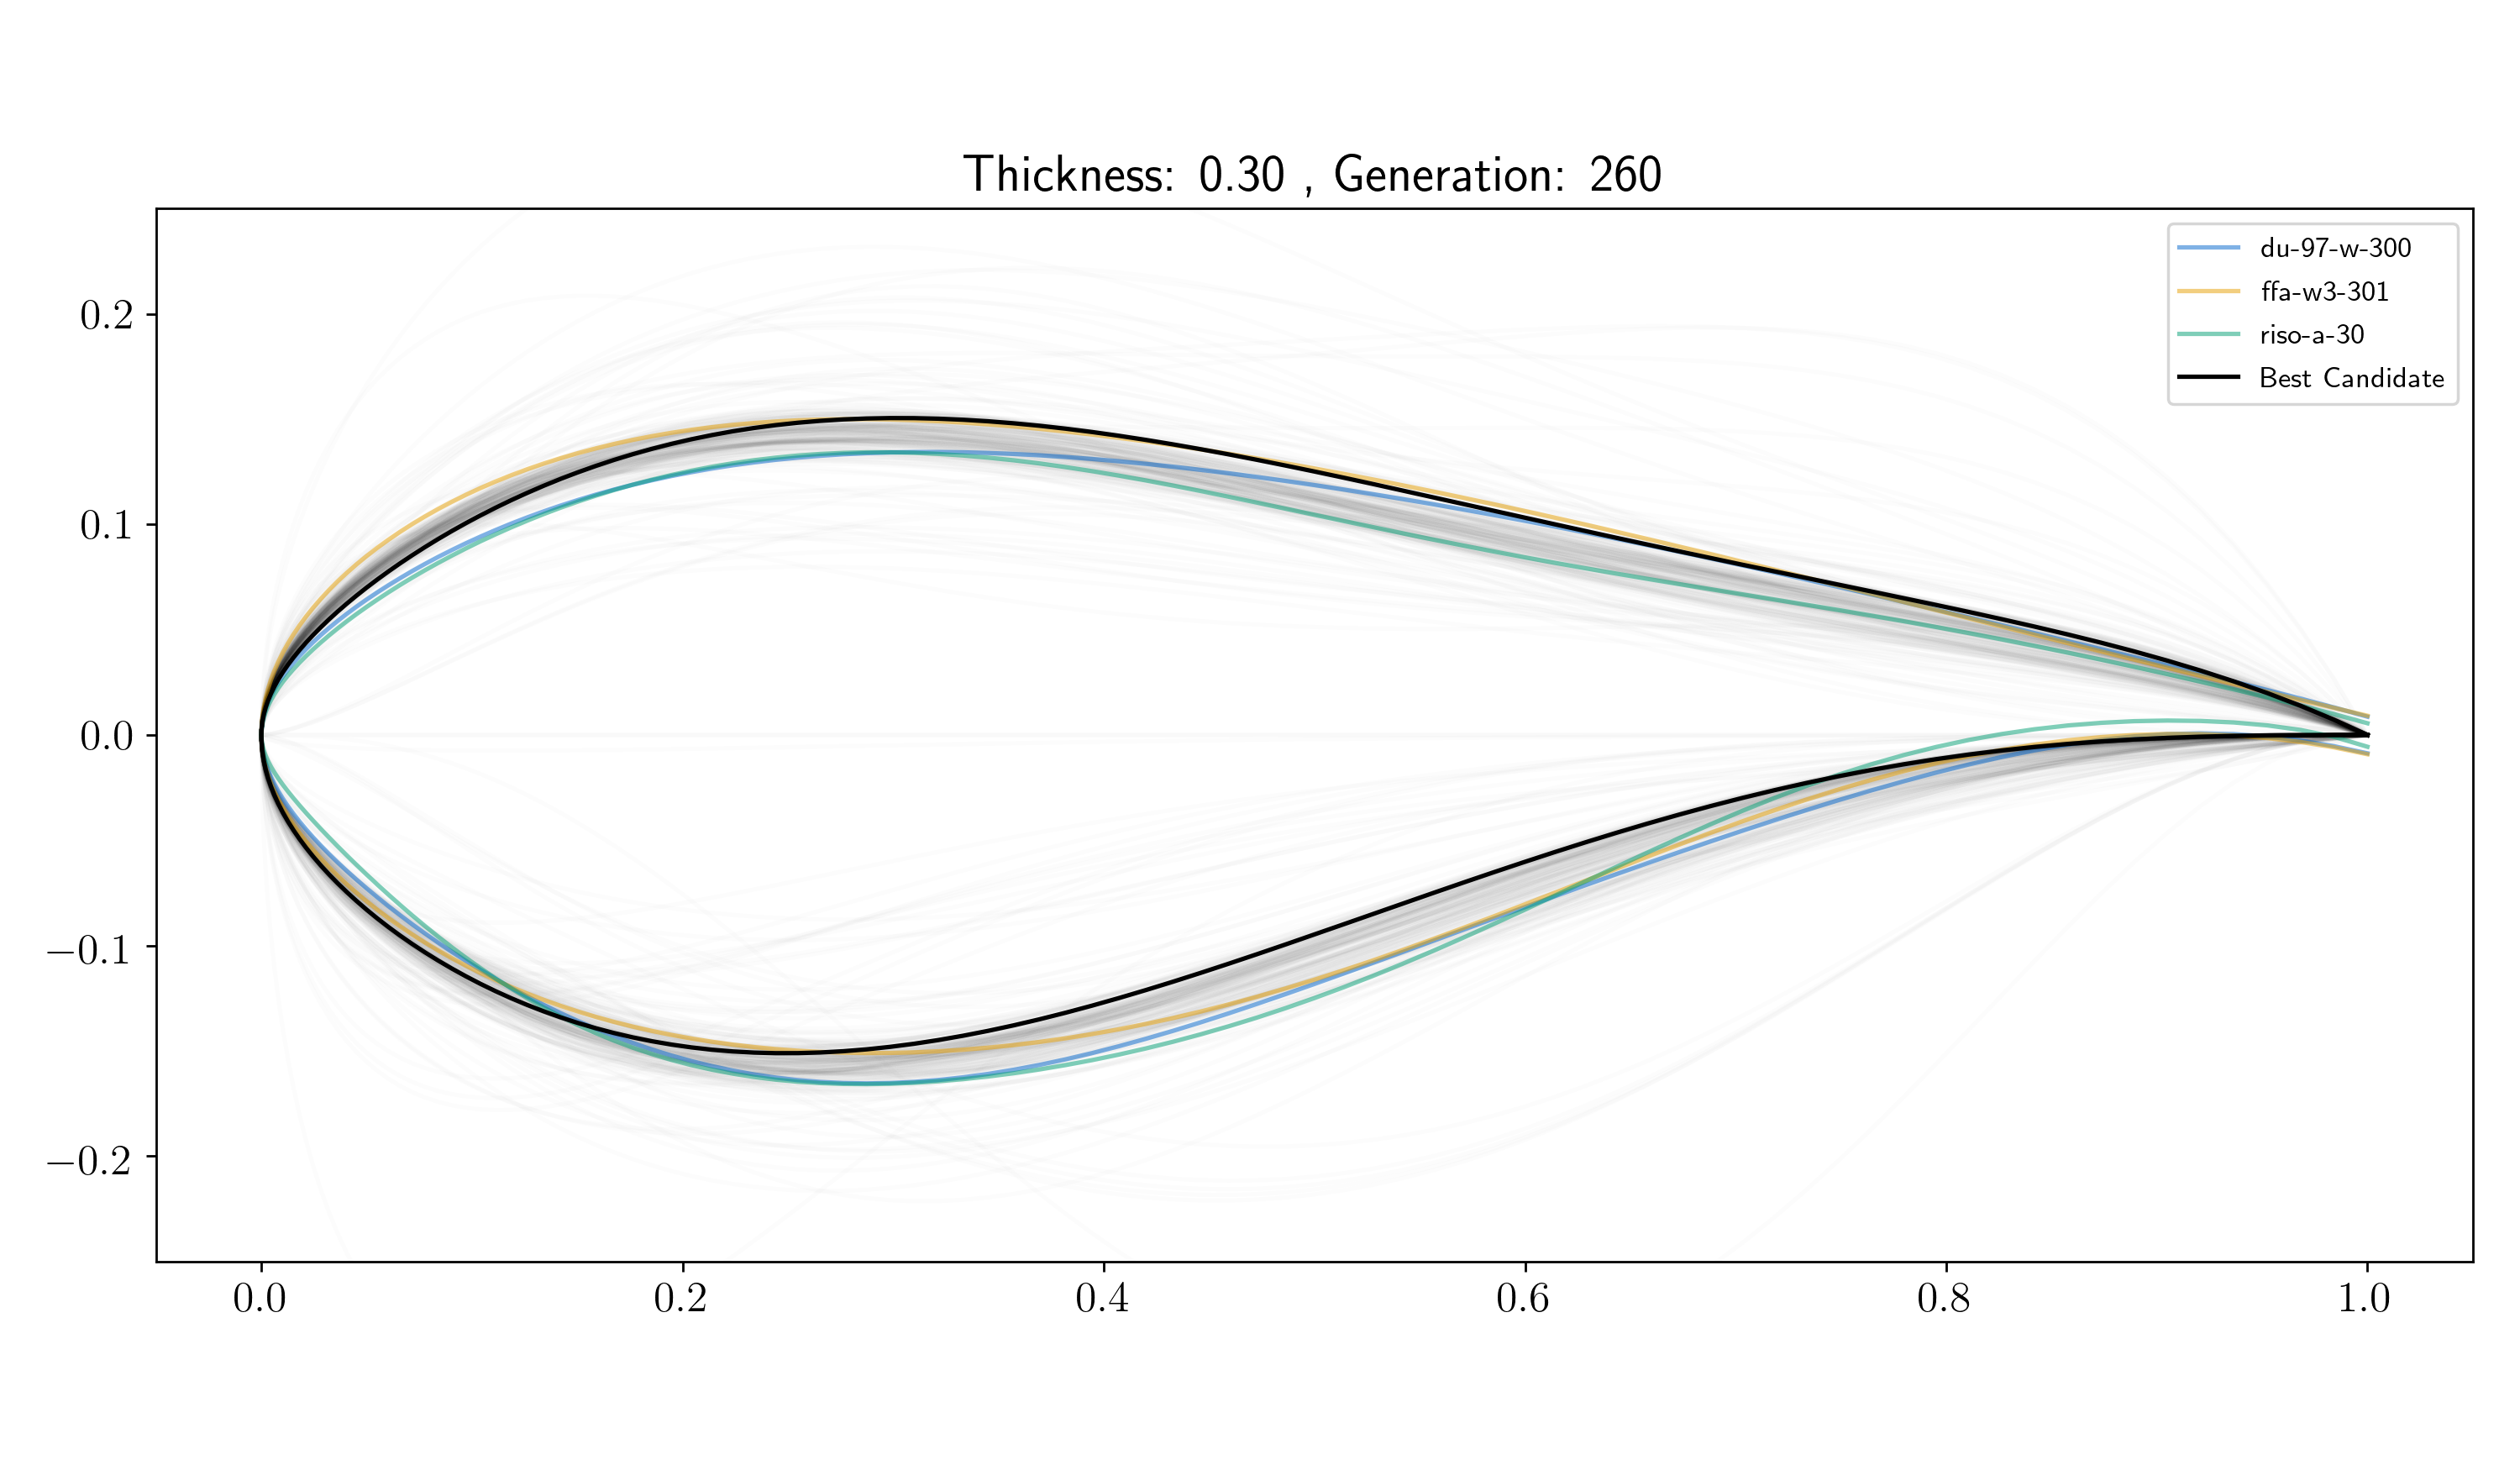 Thickness: 0.30 , Generation: 260
du-97-w-300
ffa-w3-301
riso-a-30
Best Candidate
0.2
0.1
0.0
−0.1
−0.2
0.0 0.2 0.4 0.6 0.8 1.0